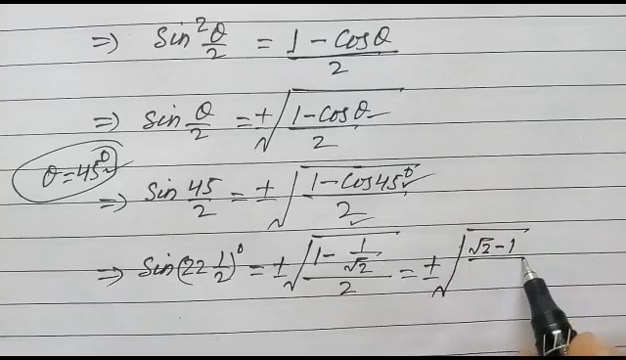 => Sin² θ/2 = (1 - Cosθ)/2
=> Sin θ/2 = ±√((1 - Cosθ)/2)
θ = 45°
=> Sin 45/2 = ±√((1 - Cos45°)/2)
=> Sin(22 1/2)° = ±√((1 - 1/√2)/2) = ±√(√2 - 1